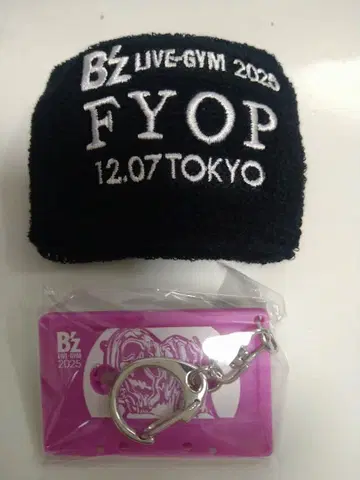 B'z LIVE-GYM 2025
FYOP
12.07 TOKYO
B'z
LIVE-GYM
2025